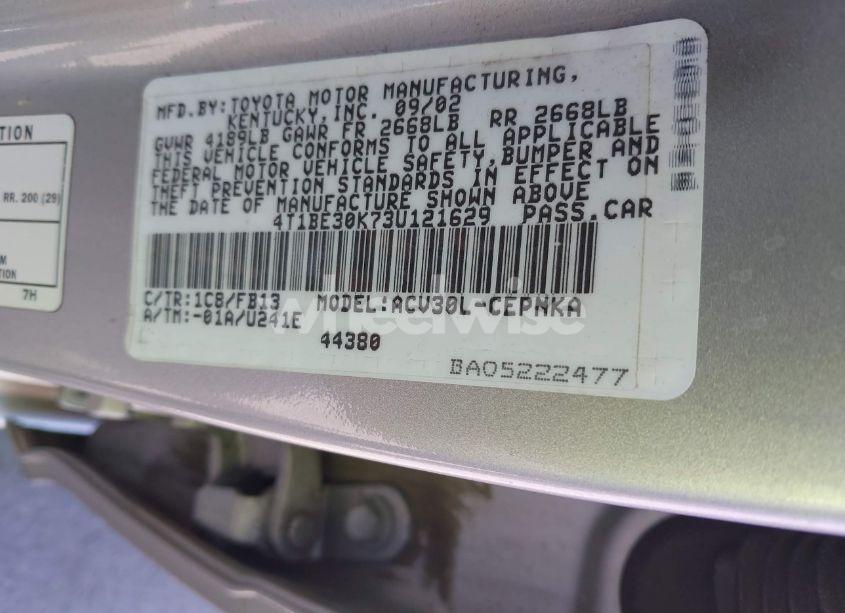 TION
RR. 200 (29)
M
TION
7H
MFD.BY:TOYOTA MOTOR MANUFACTURING,
KENTUCKY,INC. 09/02
GVWR 4189LB GAWR FR 2668LB RR 2668LB
THIS VEHICLE CONFORMS TO ALL APPLICABLE
FEDERAL MOTOR VEHICLE SAFETY,BUMPER AND
THEFT PREVENTION STANDARDS IN EFFECT ON
THE DATE OF MANUFACTURE SHOWN ABOVE
4T1BE30K73U121629 PASS.CAR
C/TR:1C8/FB13 MODEL:ACV30L-CEPNKA
A/TM:-01A/U241E
wheelwise
44380
BA05222477